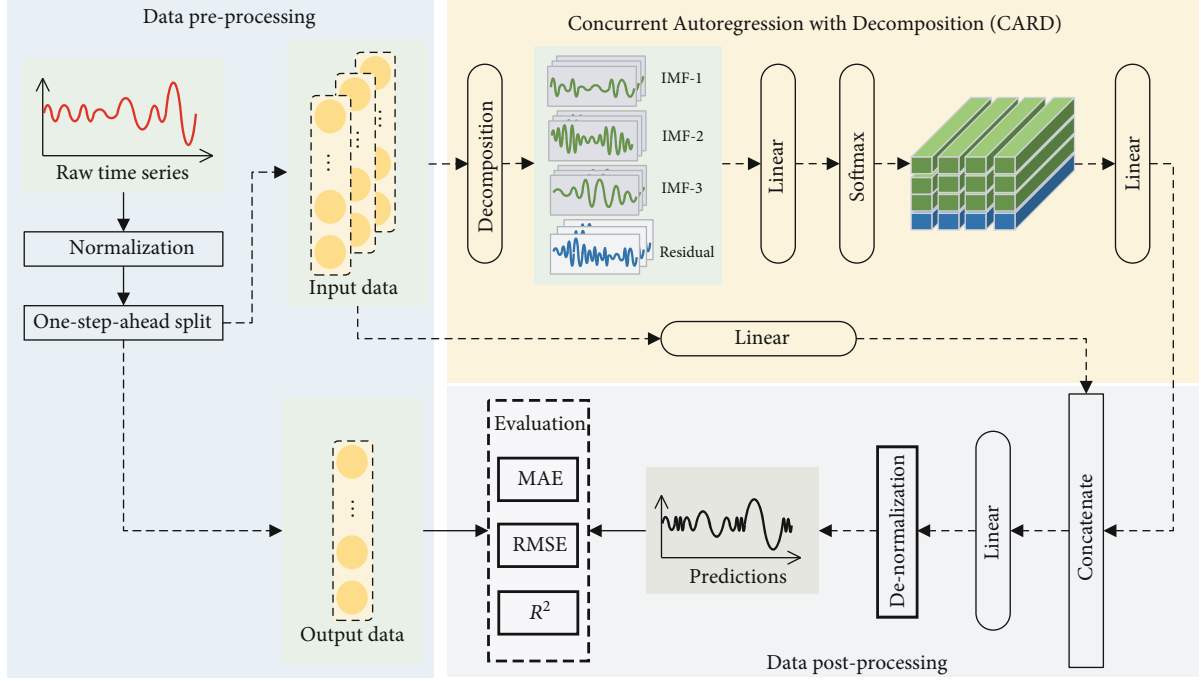 Data pre-processing
Raw time series
Normalization
One-step-ahead split
...
...
...
Input data
...
Output data
Concurrent Autoregression with Decomposition (CARD)
Decomposition
IMF-1
IMF-2
IMF-3
Residual
Linear
Softmax
Linear
Linear
Concatenate
Linear
De-normalization
Predictions
Evaluation
MAE
RMSE
R²
Data post-processing